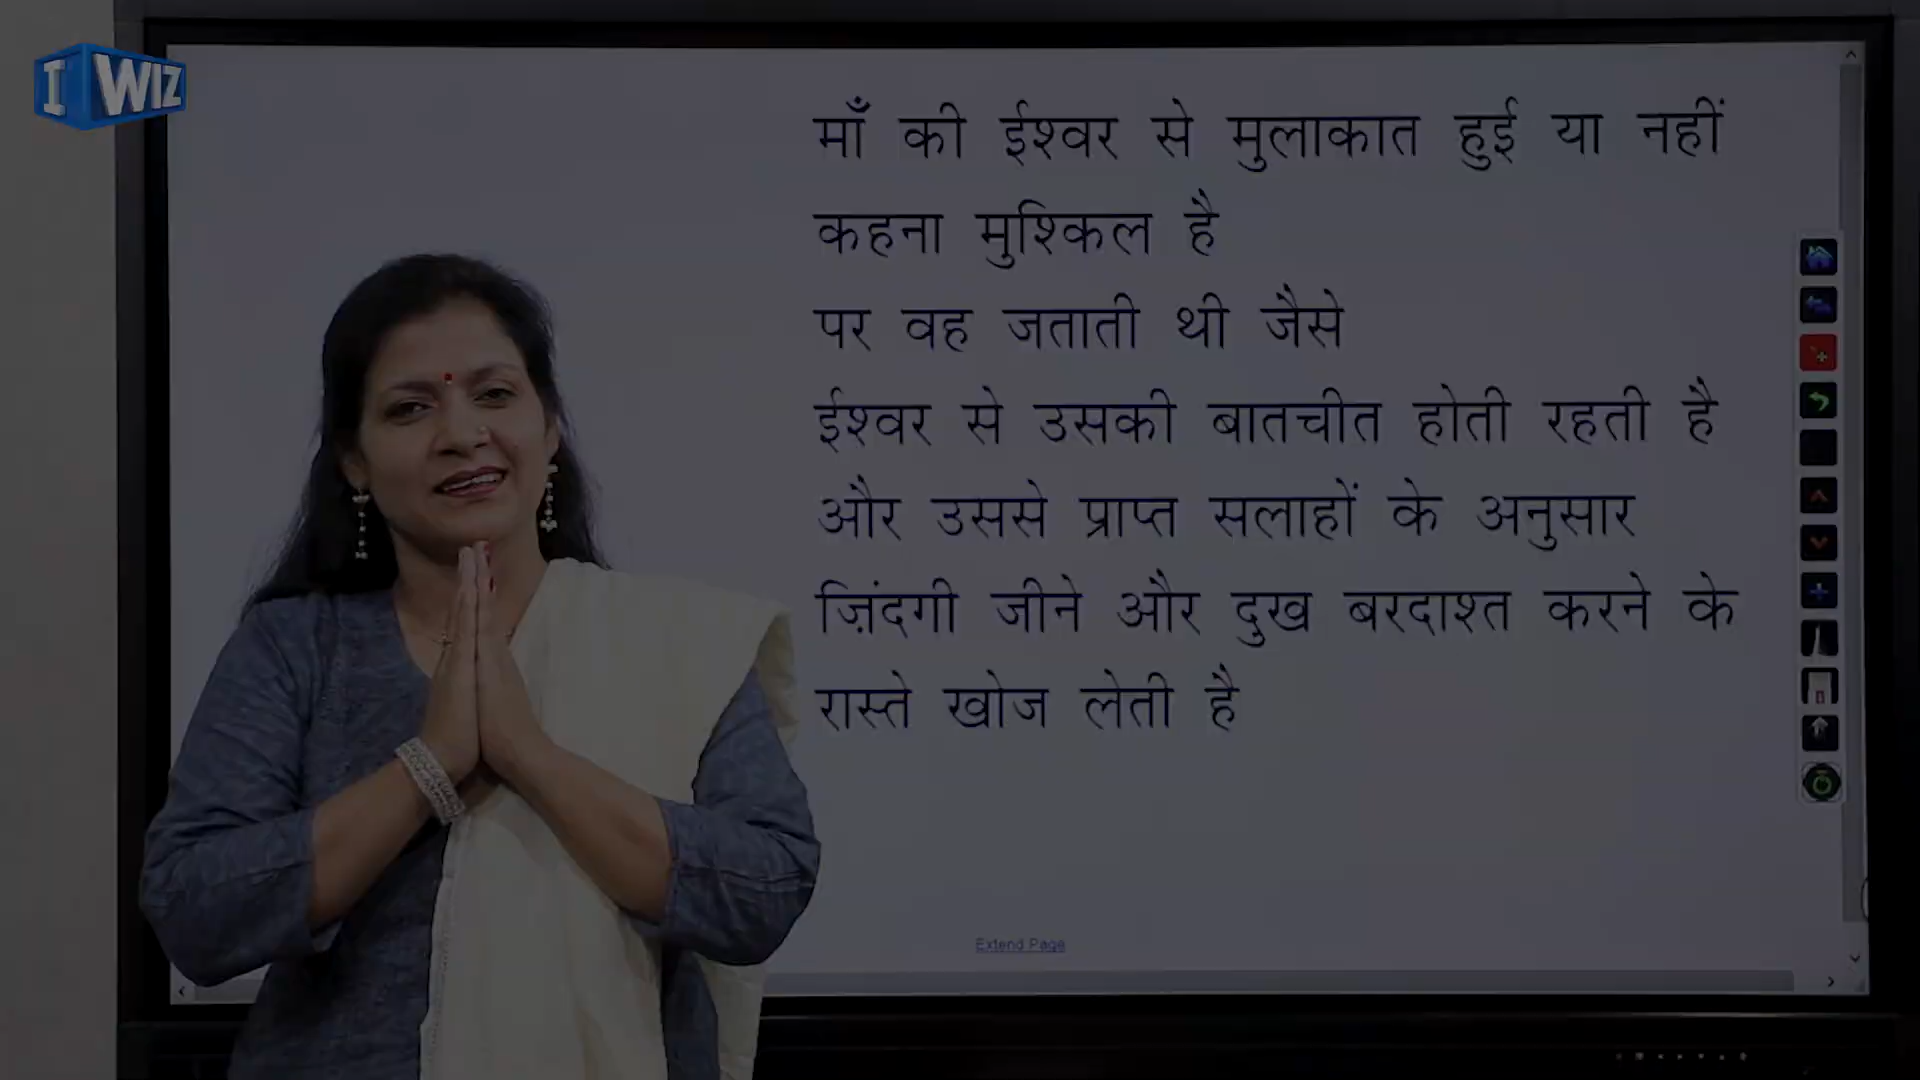 I WIZ
माँ की ईश्वर से मुलाकात हुई या नहीं
कहना मुश्किल है
पर वह जताती थी जैसे
ईश्वर से उसकी बातचीत होती रहती है
और उससे प्राप्त सलाहों के अनुसार
ज़िंदगी जीने और दुख बरदाश्त करने के
रास्ते खोज लेती है
Extend Page